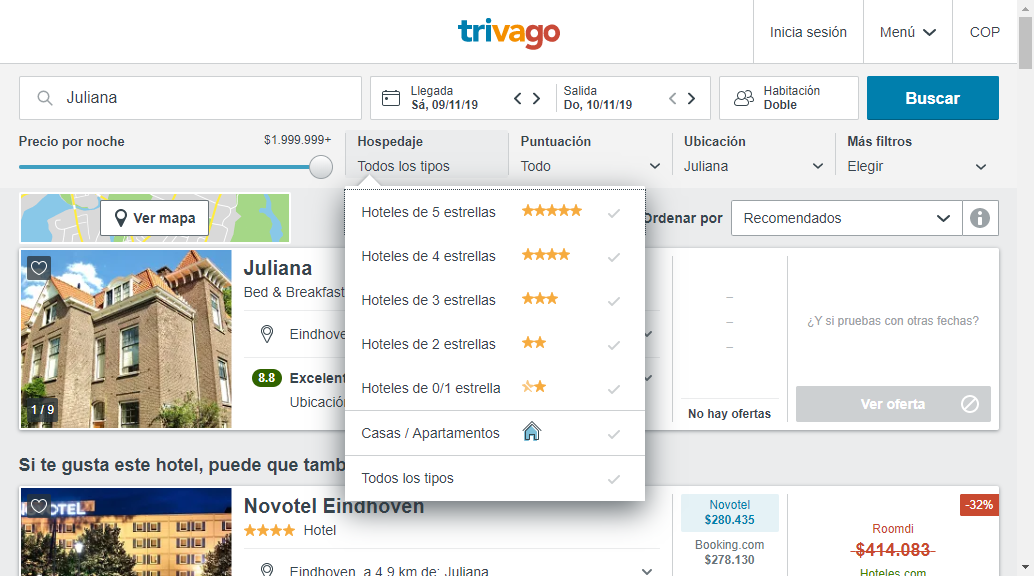 trivago
Inicia sesión
Menú
COP
Juliana
Llegada
Sá, 09/11/19
Salida
Do, 10/11/19
Habitación
Doble
Buscar
Precio por noche
$1.999.999+
Hospedaje
Todos los tipos
Puntuación
Todo
Ubicación
Juliana
Más filtros
Elegir
Ver mapa
Hoteles de 5 estrellas
Hoteles de 4 estrellas
Hoteles de 3 estrellas
Hoteles de 2 estrellas
Hoteles de 0/1 estrella
Casas / Apartamentos
Todos los tipos
Ordenar por
Recomendados
1 / 9
Juliana
Bed & Breakfast
Eindhove
8.8 Excelent
Ubicació
No hay ofertas
¿Y si pruebas con otras fechas?
Ver oferta
Si te gusta este hotel, puede que tamb
Novotel Eindhoven
Hotel
Eindhoven, a 4.9 km de: Juliana
Novotel
$280.435
Booking.com
$278.130
-32%
Roomdi
$414.083
Hoteles.com